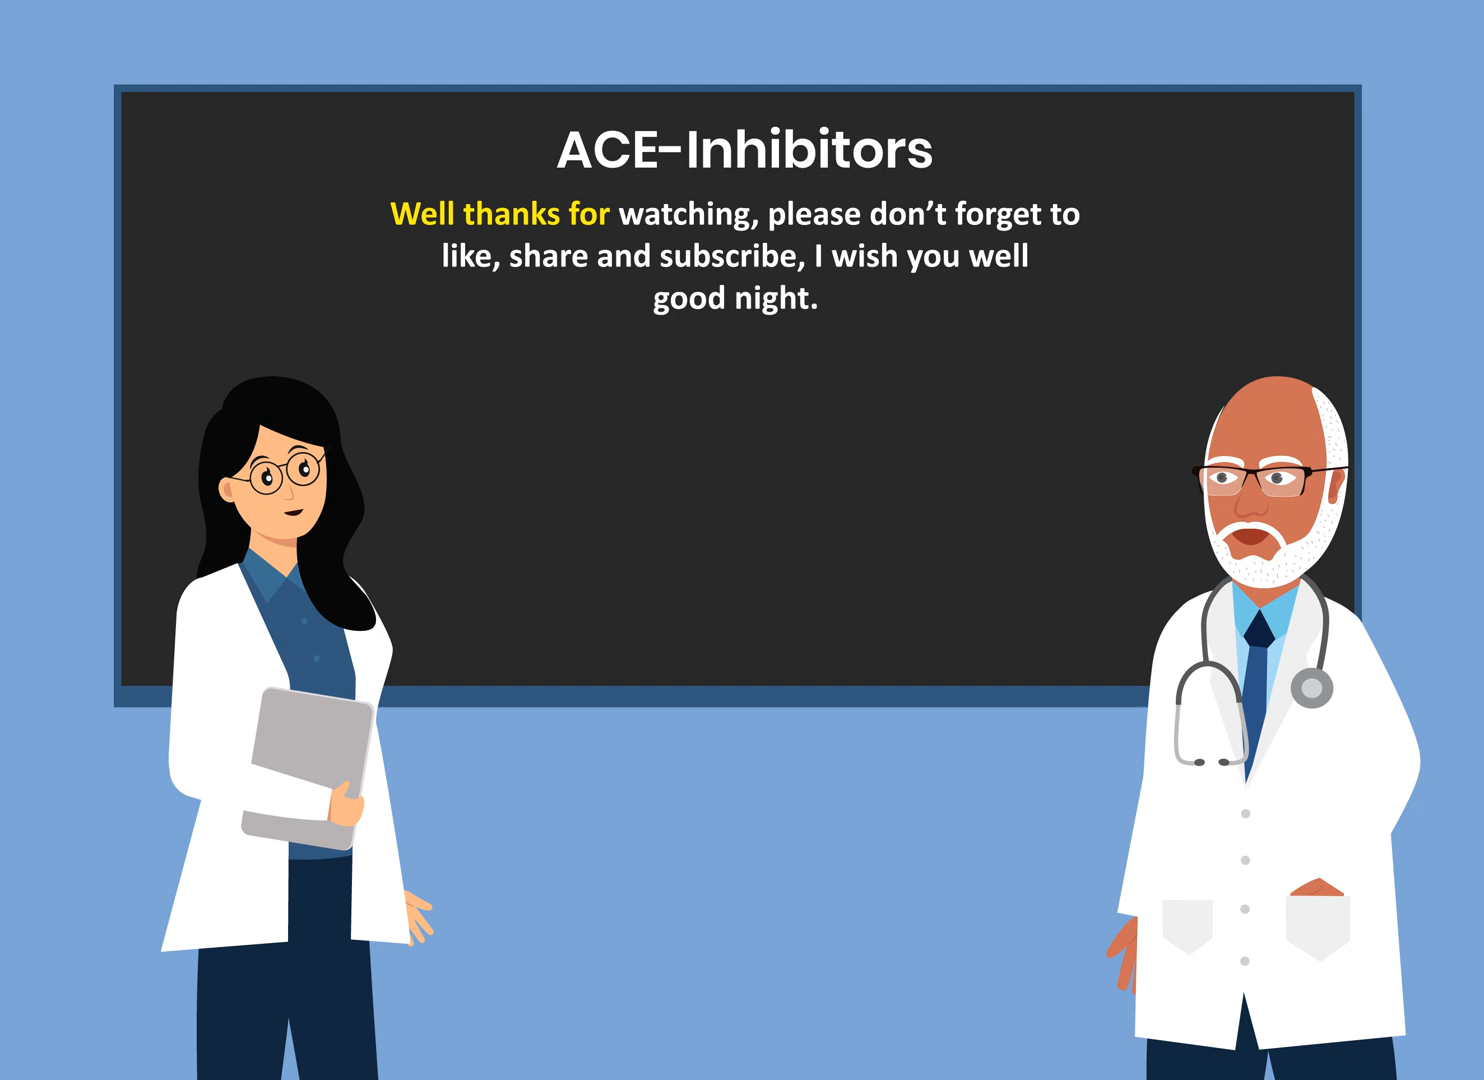 ACE-Inhibitors
Well thanks for watching, please don’t forget to
like, share and subscribe, I wish you well
good night.